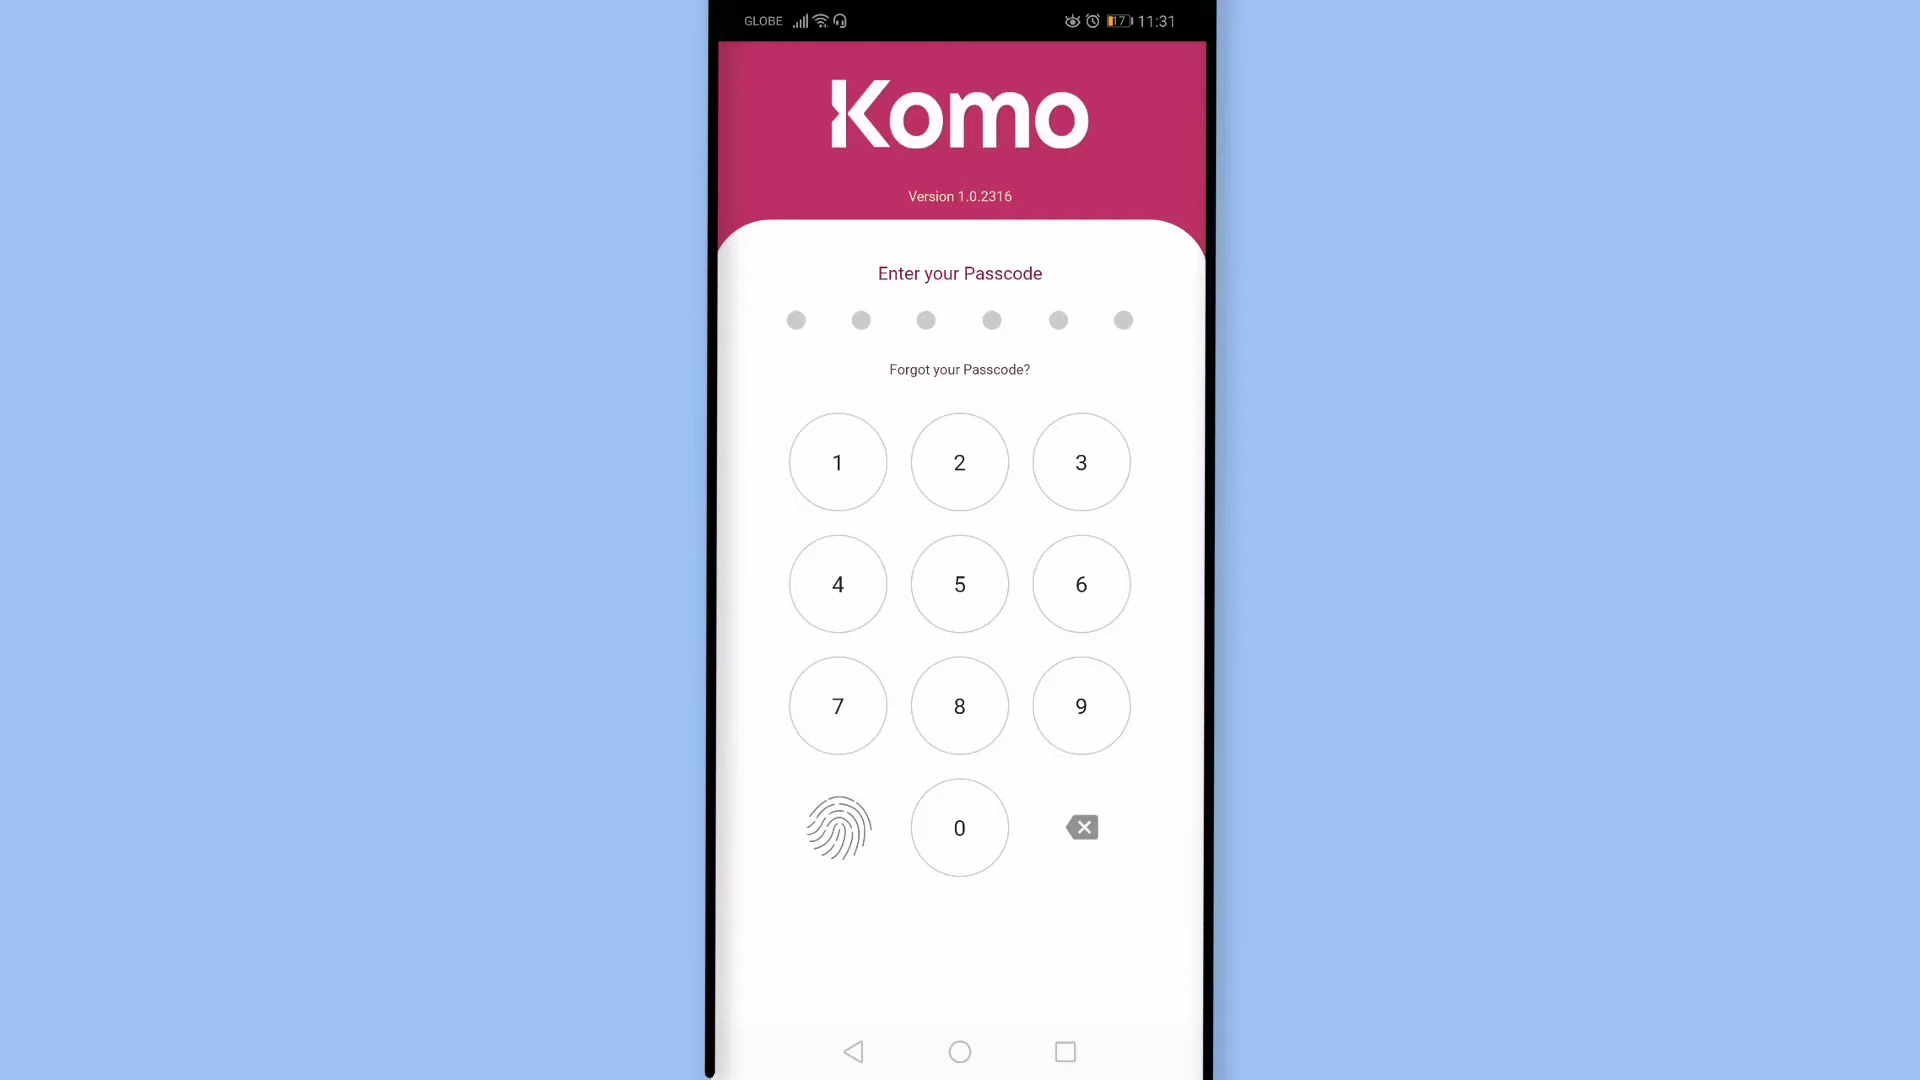 GLOBE 17 11:31
Komo
Version 1.0.2316
Enter your Passcode
Forgot your Passcode?
1 2 3
4 5 6
7 8 9
0